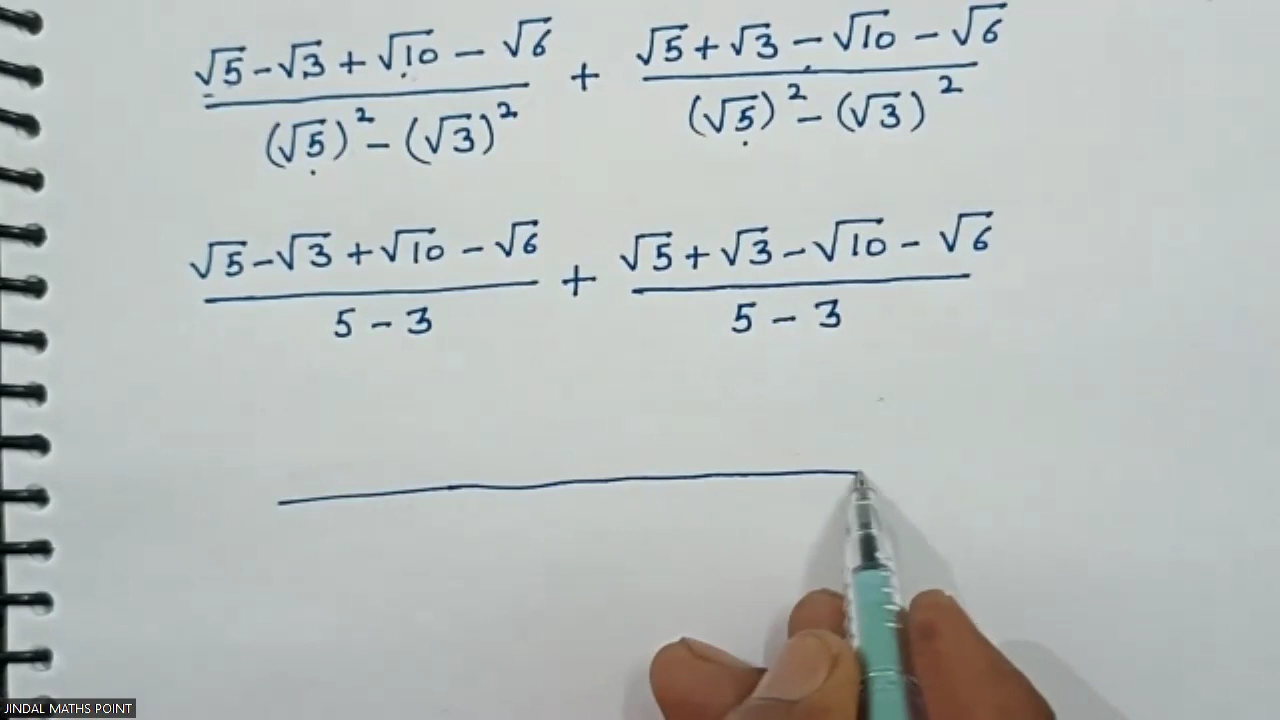 √5 - √3 + √10 - √6 / (√5)² - (√3)² + √5 + √3 - √10 - √6 / (√5)² - (√3)²
√5 - √3 + √10 - √6 / 5 - 3 + √5 + √3 - √10 - √6 / 5 - 3
JINDAL MATHS POINT